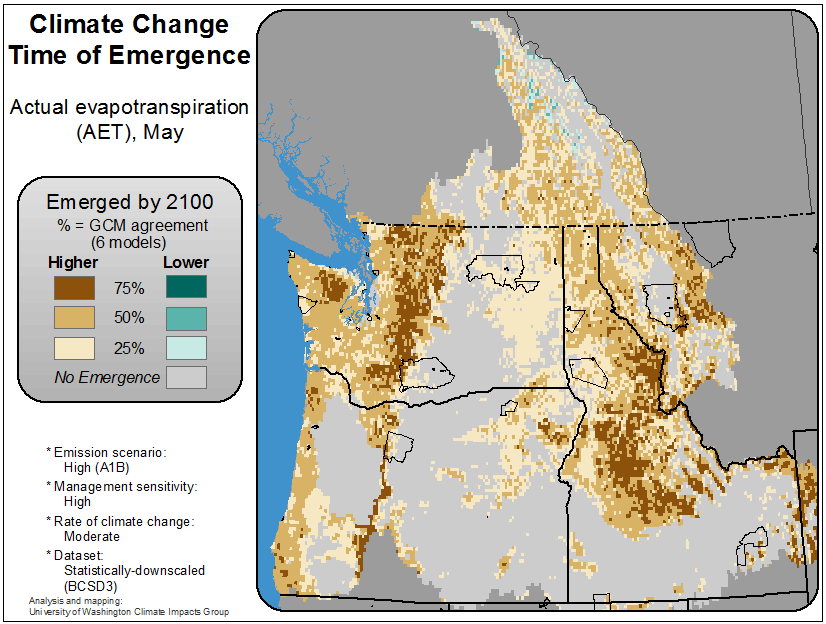 Climate Change
Time of Emergence
Actual evapotranspiration
(AET), May
Emerged by 2100
% = GCM agreement
(6 models)
Higher Lower
75%
50%
25%
No Emergence
* Emission scenario:
High (A1B)
* Management sensitivity:
High
* Rate of climate change:
Moderate
* Dataset:
Statistically-downscaled
(BCSD3)
Analysis and mapping:
University of Washington Climate Impacts Group